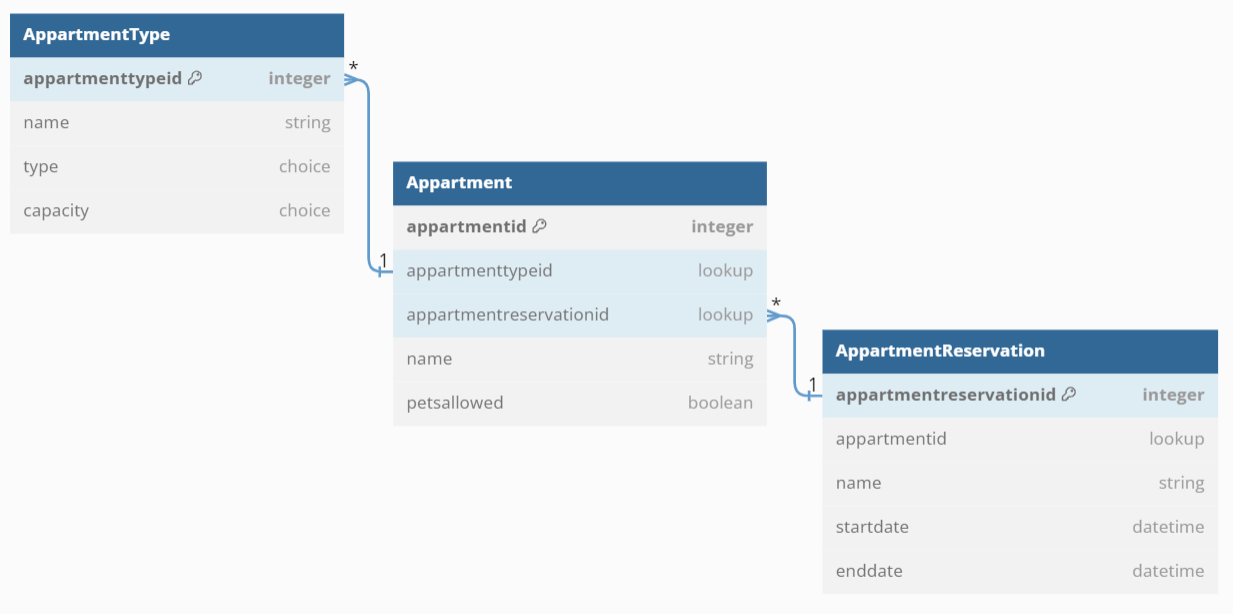 AppartmentType
appartmenttypeid integer
name string
type choice
capacity choice
*
1
Appartment
appartmentid integer
appartmenttypeid lookup
appartmentreservationid lookup
name string
petsallowed boolean
*
1
AppartmentReservation
appartmentreservationid integer
appartmentid lookup
name string
startdate datetime
enddate datetime